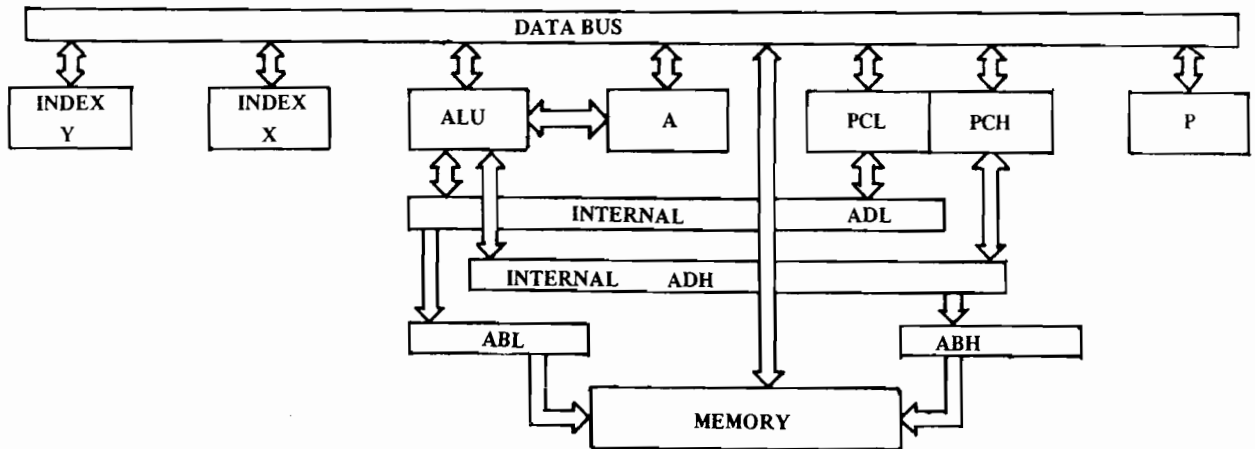 DATA BUS
INDEX
Y
INDEX
X
ALU
A
PCL
PCH
P
INTERNAL ADL
INTERNAL ADH
ABL
ABH
MEMORY